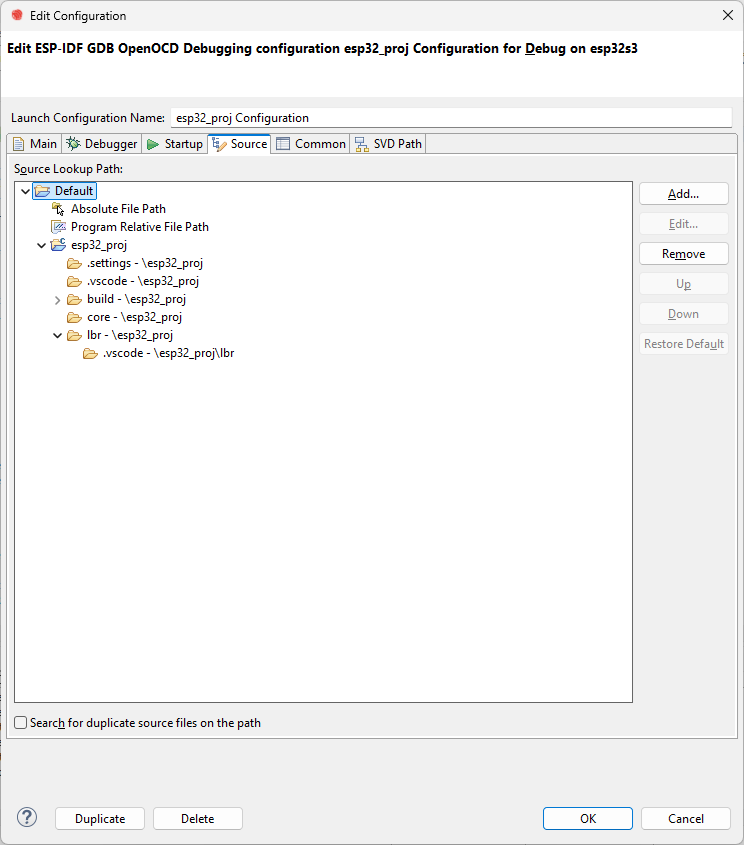 Edit Configuration
Edit ESP-IDF GDB OpenOCD Debugging configuration esp32_proj Configuration for Debug on esp32s3
Launch Configuration Name: esp32_proj Configuration
Main Debugger Startup Source Common SVD Path
Source Lookup Path:
Default
Add...
Absolute File Path
Program Relative File Path
Edit...
esp32_proj
Remove
.settings - \esp32_proj
.vscode - \esp32_proj
Up
build - \esp32_proj
core - \esp32_proj
Down
lbr - \esp32_proj
Restore Default
.vscode - \esp32_proj\lbr
Search for duplicate source files on the path
? Duplicate Delete OK Cancel